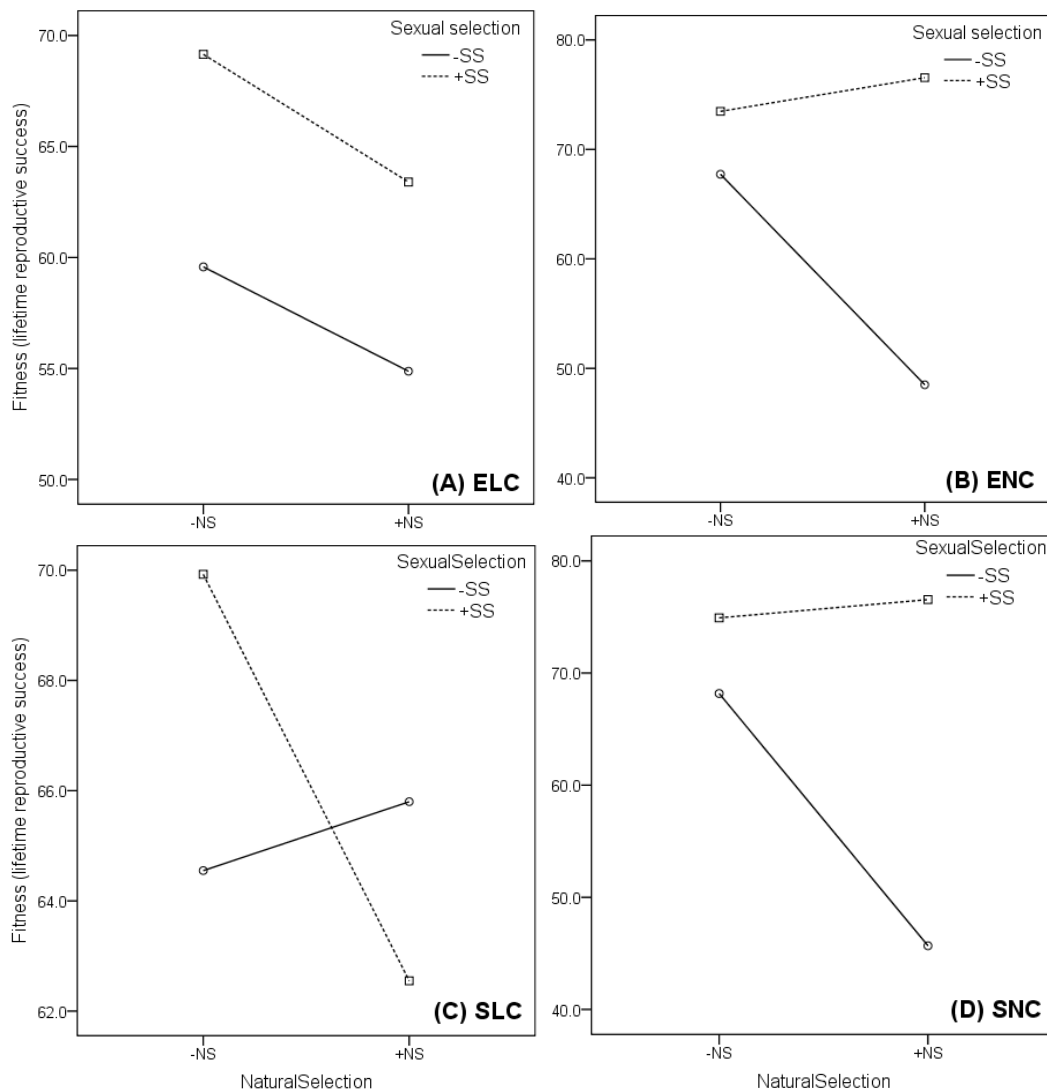 Sexual selection
-SS
+SS
70.0
65.0
60.0
55.0
50.0
Fitness (lifetime reproductive success)
-NS
+NS
(A) ELC
Sexual selection
-SS
+SS
80.0
70.0
60.0
50.0
40.0
-NS
+NS
(B) ENC
SexualSelection
-SS
+SS
70.0
68.0
66.0
64.0
62.0
Fitness (lifetime reproductive success)
-NS
+NS
NaturalSelection
(C) SLC
SexualSelection
-SS
+SS
80.0
70.0
60.0
50.0
40.0
-NS
+NS
NaturalSelection
(D) SNC